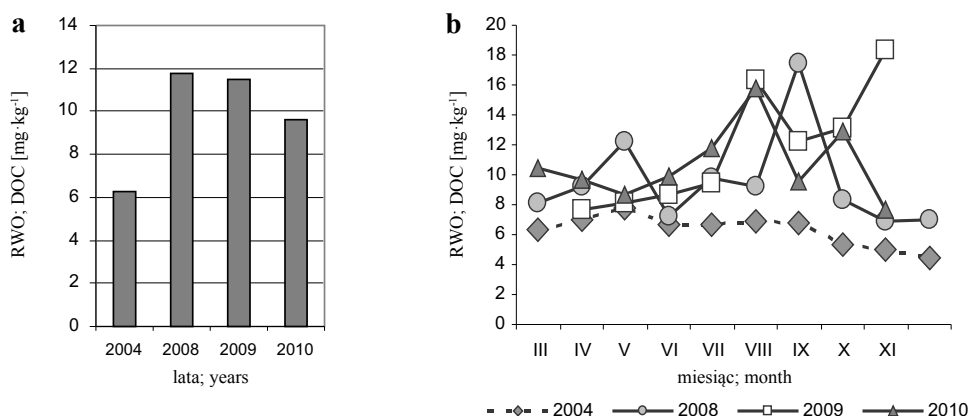 a
RWO; DOC [mg·kg-1]
14
12
10
8
6
4
2
0
2004 2008 2009 2010
lata; years
b
RWO; DOC [mg·kg-1]
20
18
16
14
12
10
8
6
4
2
0
III IV V VI VII VIII IX X XI
miesiąc; month
2004 2008 2009 2010